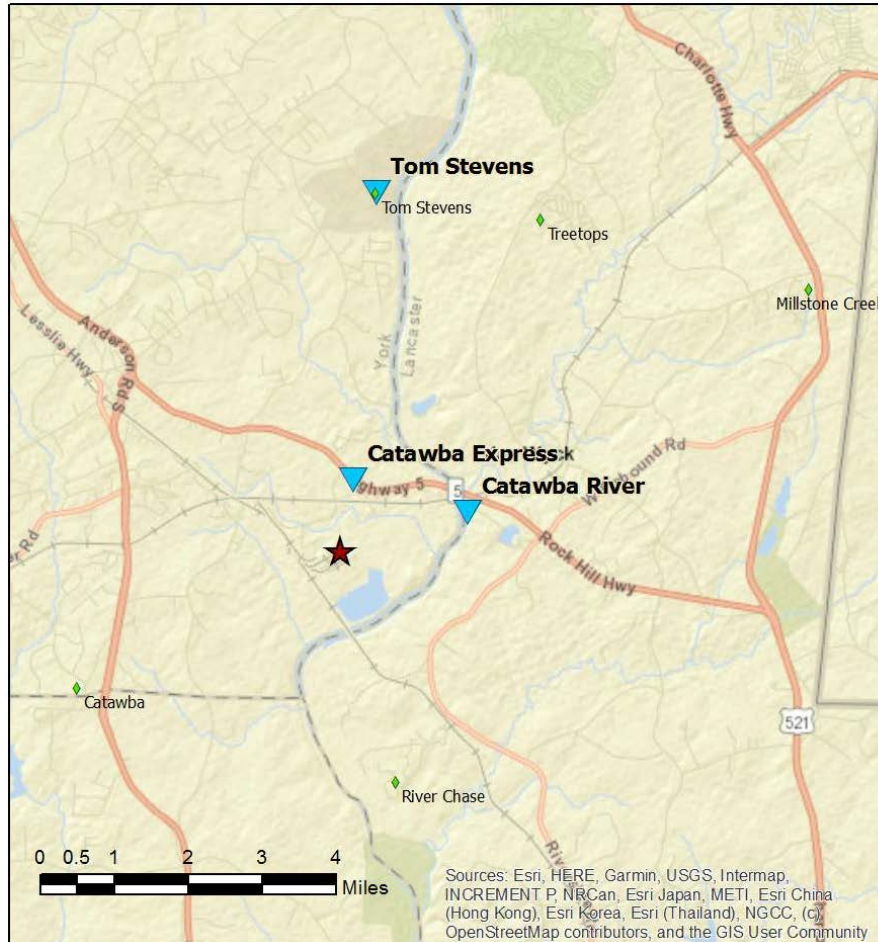 Charlotte Hwy
Tom Stevens
Tom Stevens
Treetops
Millstone Creek
York
Lancaster
Lesslie Hwy
Anderson Rd S
Catawba Express
ghway 5
5
Catawba River
Rd
Rock Hill Hwy
Rd
Catawba
521
River Chase
0 0.5 1 2 3 4
Miles
Sources: Esri, HERE, Garmin, USGS, Intermap,
INCREMENT P, NRCan, Esri Japan, METI, Esri China
(Hong Kong), Esri Korea, Esri (Thailand), NGCC, (c)
OpenStreetMap contributors, and the GIS User Community